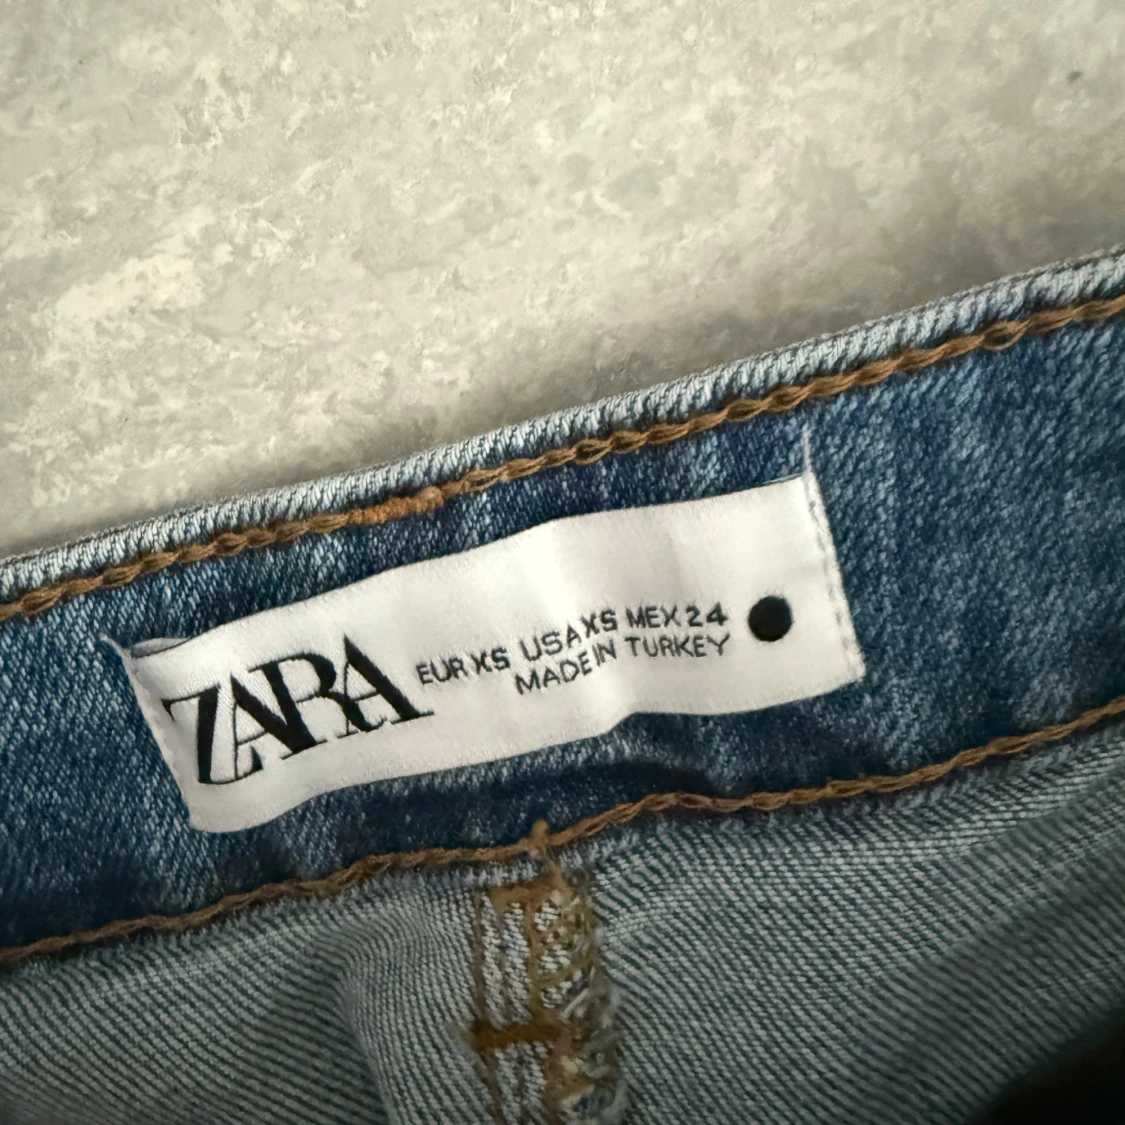 ZARA
EUR XS USA XS MEX 24
MADE IN TURKEY